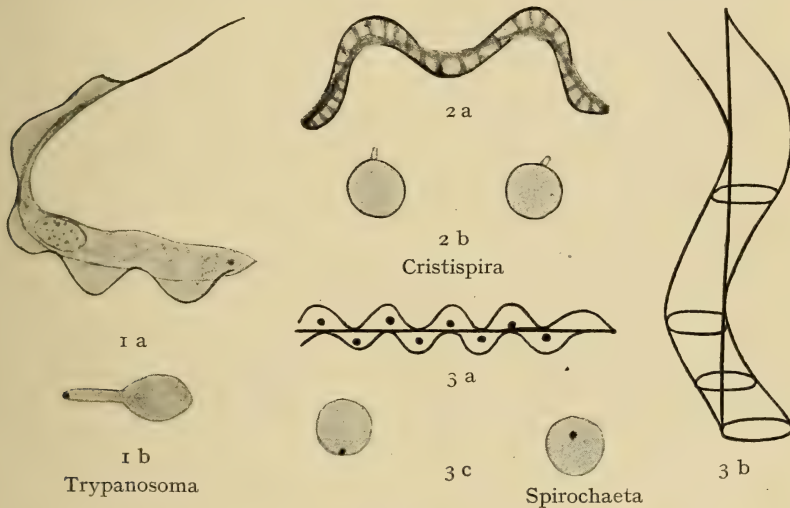 1 a
1 b
Trypanosoma
2 a
2 b
Cristispira
3 a
3 c
Spirochaeta
3 b